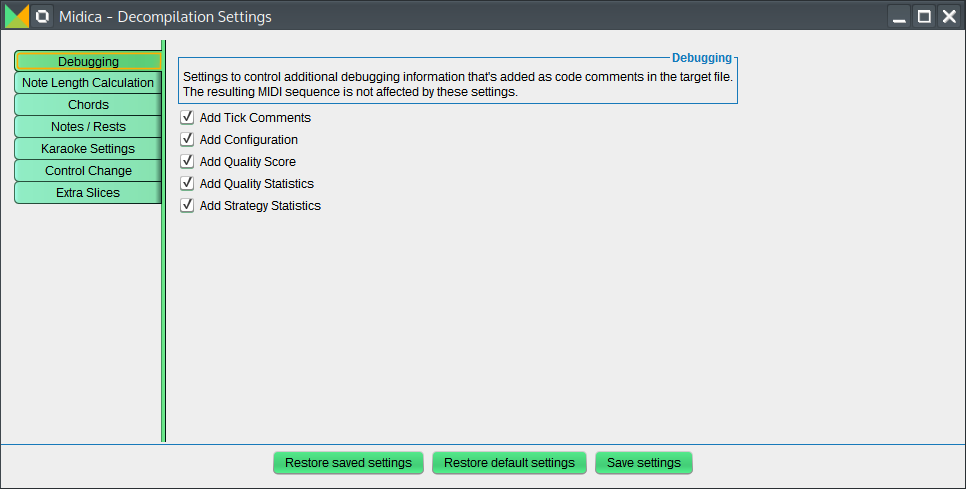 Midica - Decompilation Settings
Debugging
Note Length Calculation
Chords
Notes / Rests
Karaoke Settings
Control Change
Extra Slices
Debugging
Settings to control additional debugging information that's added as code comments in the target file.
The resulting MIDI sequence is not affected by these settings.
Add Tick Comments
Add Configuration
Add Quality Score
Add Quality Statistics
Add Strategy Statistics
Restore saved settings
Restore default settings
Save settings